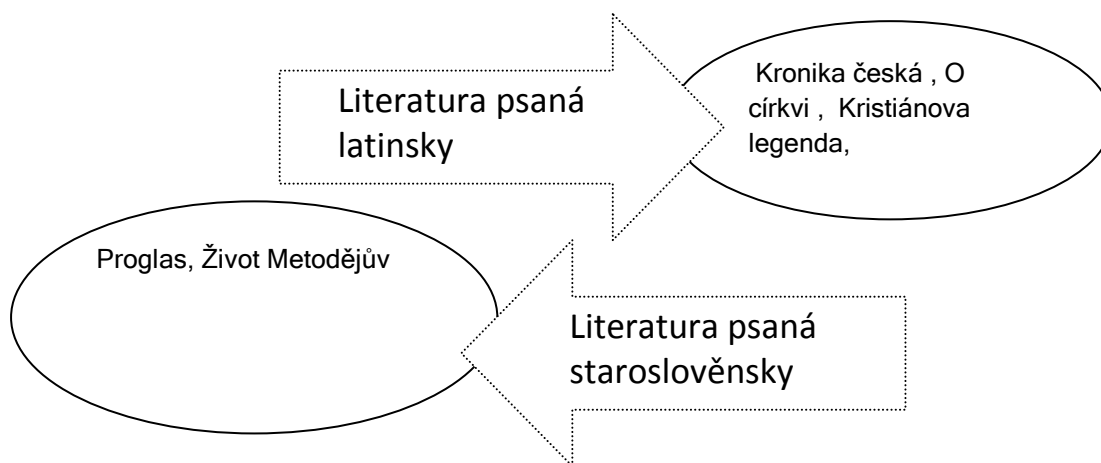 Literatura psaná
latinsky
Kronika česká , O
církvi , Kristiánova
legenda,
Proglas, Život Metodějův
Literatura psaná
staroslověnsky